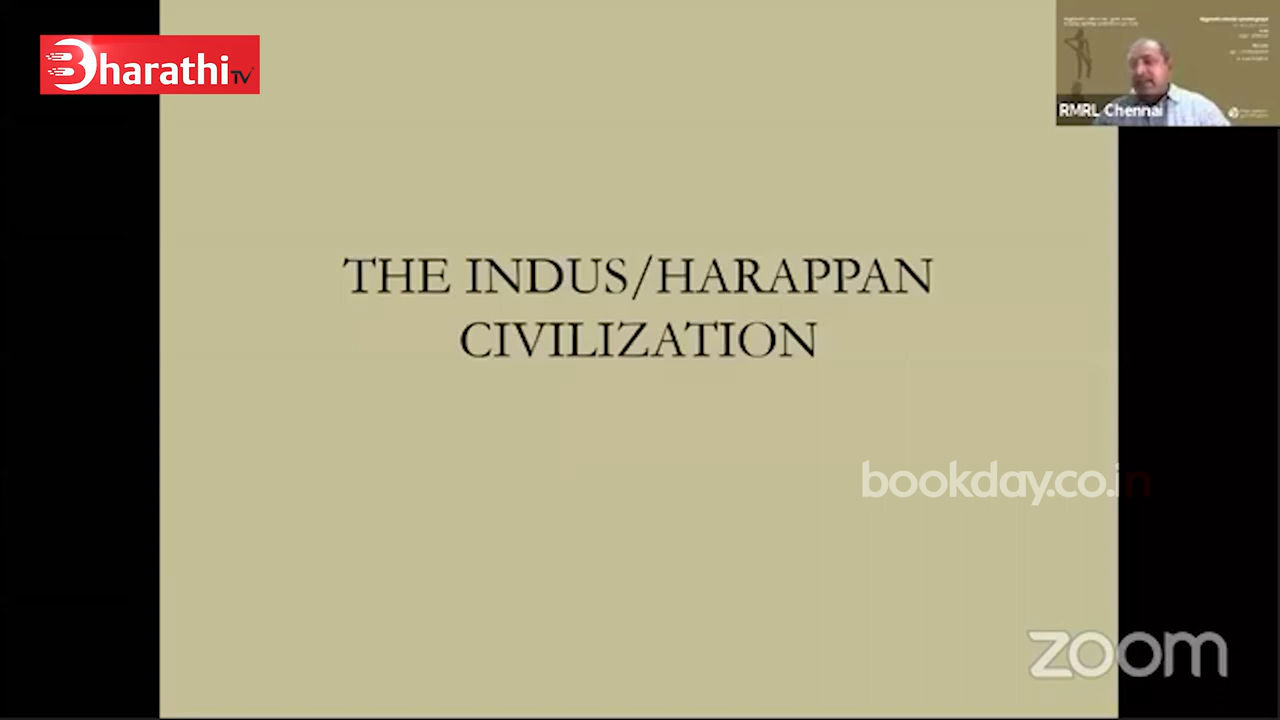 Bharathi TV
RMRL Chennai
THE INDUS/HARAPPAN
CIVILIZATION
bookday.co.in
zoom